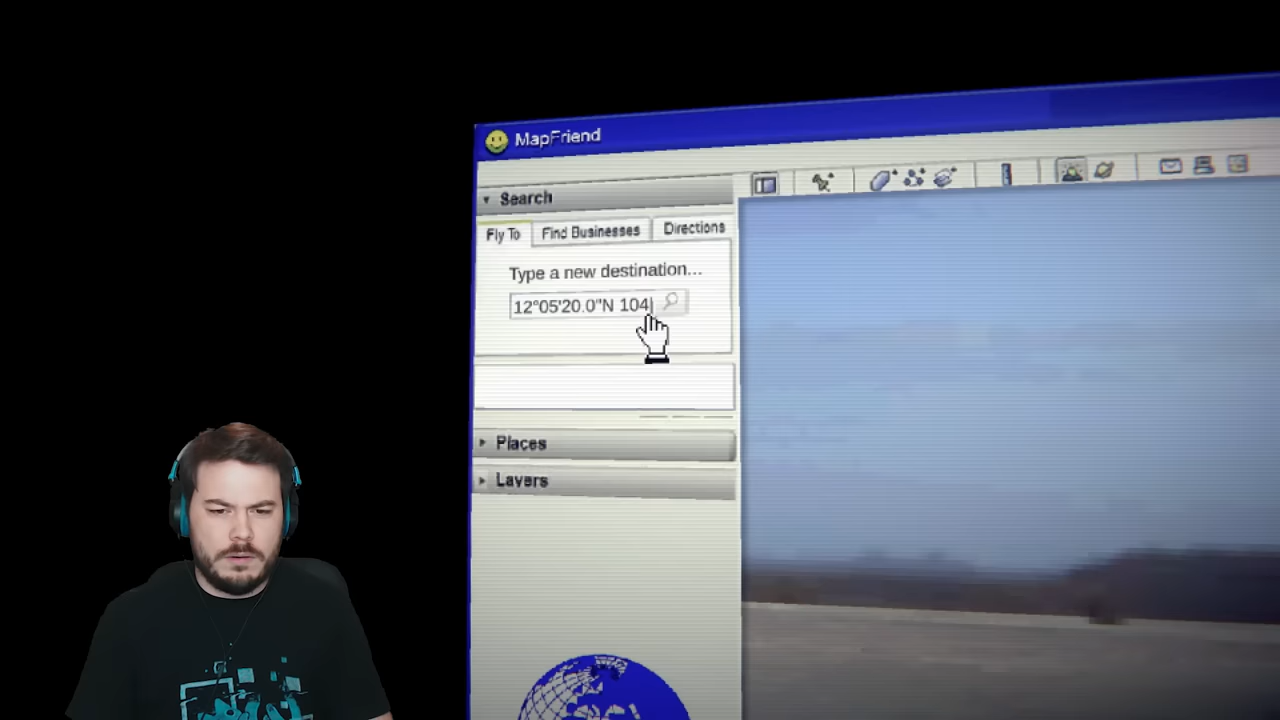 MapFriend
Search
Fly To
Find Businesses
Directions
Type a new destination...
12°05'20.0"N 104
Places
Layers